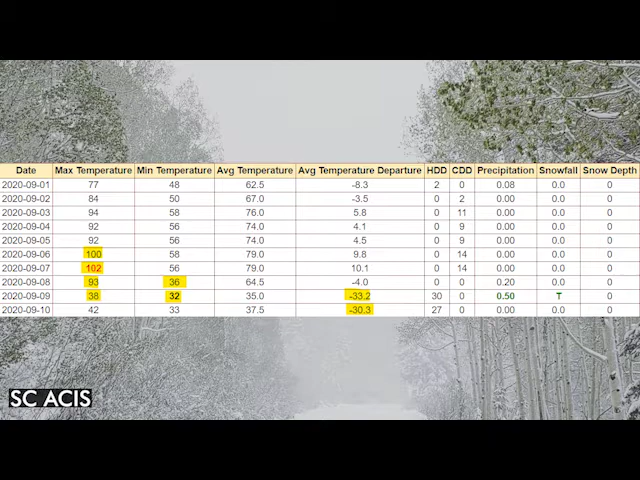 Date Max Temperature Min Temperature Avg Temperature Avg Temperature Departure HDD CDD Precipitation Snowfall Snow Depth
2020-09-01 77 48 62.5 -8.3 2 0 0.08 0.0 0
2020-09-02 84 50 67.0 -3.5 0 2 0.00 0.0 0
2020-09-03 94 58 76.0 5.8 0 11 0.00 0.0 0
2020-09-04 92 56 74.0 4.1 0 9 0.00 0.0 0
2020-09-05 92 56 74.0 4.5 0 9 0.00 0.0 0
2020-09-06 100 58 79.0 9.8 0 14 0.00 0.0 0
2020-09-07 102 56 79.0 10.1 0 14 0.00 0.0 0
2020-09-08 93 36 64.5 -4.0 0 0 0.20 0.0 0
2020-09-09 38 32 35.0 -33.2 30 0 0.50 T 0
2020-09-10 42 33 37.5 -30.3 27 0 0.00 0.0 0
SC ACIS